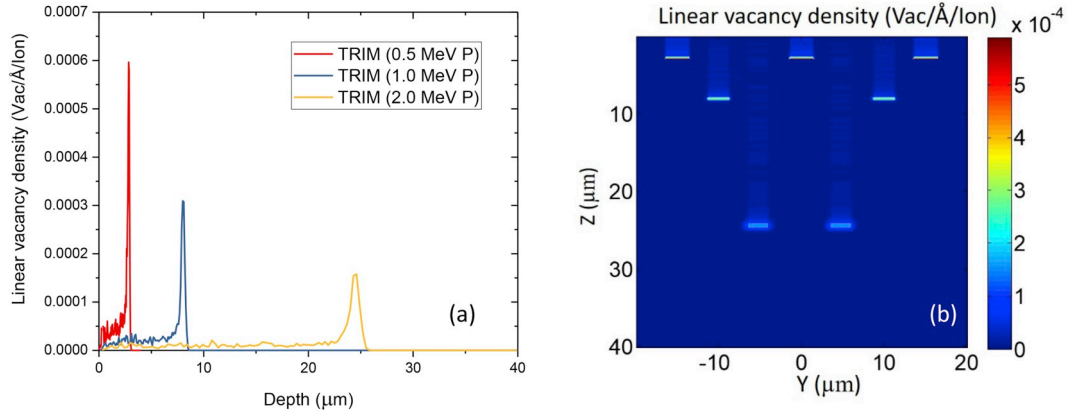 0.0007
0.0006
0.0005
0.0004
0.0003
0.0002
0.0001
0.0000
Linear vacancy density (Vac/Å/Ion)
TRIM (0.5 MeV P)
TRIM (1.0 MeV P)
TRIM (2.0 MeV P)
(a)
0 10 20 30 40
Depth (μm)
Linear vacancy density (Vac/Å/Ion)
x 10⁻⁴
10
20
30
40
Z (μm)
(b)
-10 0 10 20
Y (μm)
5
4
3
2
1
0